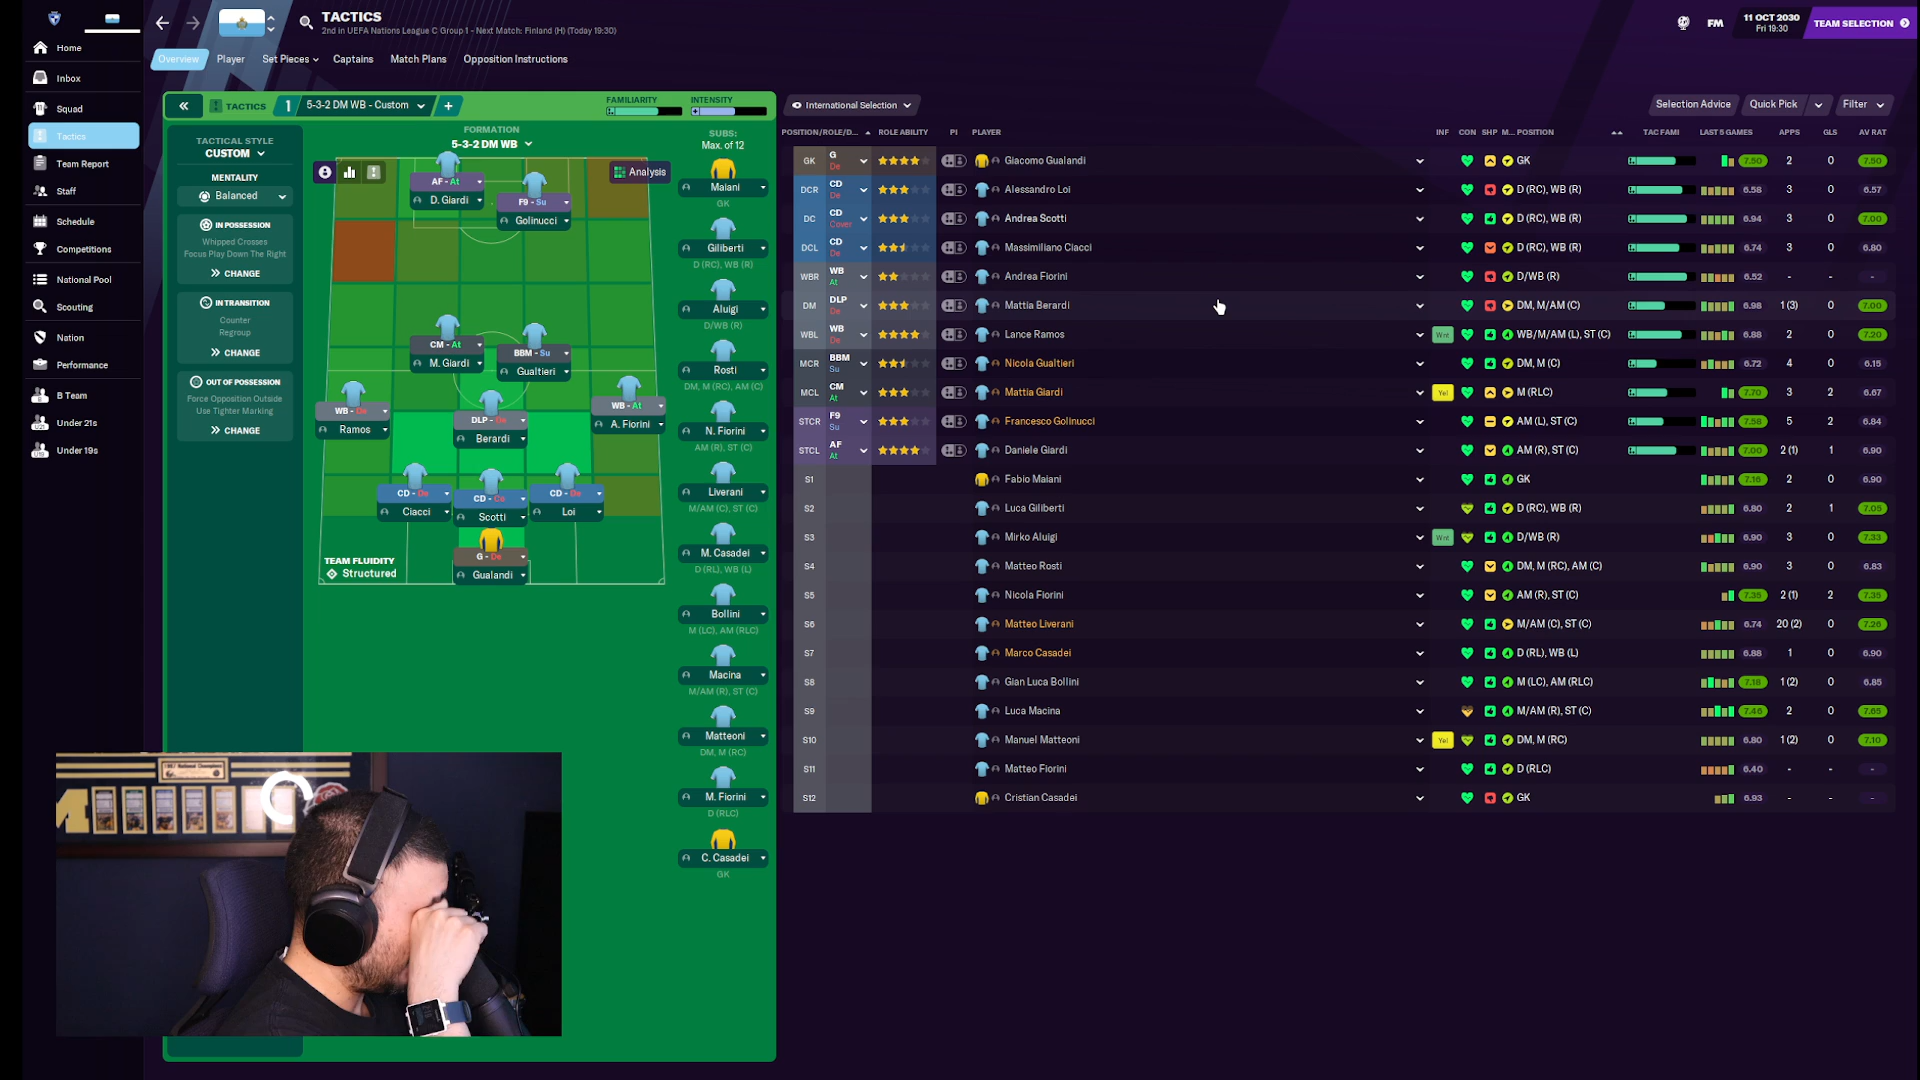 TACTICS
2nd in UEFA Nations League C Group 1 - Next Match: Finland (H) (Today 19:30)
FM
11 OCT 2030
Fri 19:30
TEAM SELECTION
Home
Inbox
Squad
Tactics
Team Report
Staff
Schedule
Competitions
National Pool
Scouting
Nation
Performance
B Team
Under 21s
Under 19s
Overview
Player
Set Pieces
Captains
Match Plans
Opposition Instructions
TACTICS
1
5-3-2 DM WB - Custom
FAMILIARITY
INTENSITY
TACTICAL STYLE
CUSTOM
MENTALITY
Balanced
IN POSSESSION
Whipped Crosses
Focus Play Down The Right
CHANGE
IN TRANSITION
Counter
Regroup
CHANGE
OUT OF POSSESSION
Force Opposition Outside
Use Tighter Marking
CHANGE
FORMATION
5-3-2 DM WB
Analysis
AF - At
D. Giardi
F9 - Su
Golinucci
CM - At
M. Giardi
BBM - Su
Gualtieri
WB - De
Ramos
DLP - De
Berardi
WB - At
A. Fiorini
CD - De
Ciacci
CD - Co
Scotti
CD - De
Loi
G - De
Gualandi
TEAM FLUIDITY
Structured
SUBS:
Max. of 12
Maiani
GK
Giliberti
D (RC), WB (R)
Aluigi
D/WB (R)
Rosti
DM, M (RC), AM (C)
N. Fiorini
AM (R), ST (C)
Liverani
M/AM (C), ST (C)
M. Casadei
D (RL), WB (L)
Bollini
M (LC), AM (RLC)
Macina
M/AM (R), ST (C)
Matteoni
DM, M (RC)
M. Fiorini
D (RLC)
C. Casadei
GK
International Selection
Selection Advice
Quick Pick
Filter
POSITION/ROLE/D... ROLE ABILITY PI PLAYER INF CON SHP M... POSITION TAC FAMI LAST 5 GAMES APPS GLS AV RAT
GK G De Giacomo Gualandi GK 7.50 2 0 7.50
DCR CD De Alessandro Loi D (RC), WB (R) 6.58 3 0 6.57
DC CD Cover Andrea Scotti D (RC), WB (R) 6.94 3 0 7.00
DCL CD De Massimiliano Ciacci D (RC), WB (R) 6.74 3 0 6.80
WBR WB At Andrea Fiorini D/WB (R) 6.52 - - -
DM DLP De Mattia Berardi DM, M/AM (C) 6.98 1 (3) 0 7.00
WBL WB De Lance Ramos Wnt WB/M/AM (L), ST (C) 6.88 2 0 7.20
MCR BBM Su Nicola Gualtieri DM, M (C) 6.72 4 0 6.15
MCL CM At Mattia Giardi Yel M (RLC) 7.70 3 2 6.67
STCR F9 Su Francesco Golinucci AM (L), ST (C) 7.58 5 2 6.84
STCL AF At Daniele Giardi AM (R), ST (C) 7.00 2 (1) 1 6.90
S1 Fabio Maiani GK 7.16 2 0 6.90
S2 Luca Giliberti D (RC), WB (R) 6.80 2 1 7.05
S3 Mirko Aluigi Wnt D/WB (R) 6.90 3 0 7.33
S4 Matteo Rosti DM, M (RC), AM (C) 6.90 3 0 6.83
S5 Nicola Fiorini AM (R), ST (C) 7.35 2 (1) 2 7.35
S6 Matteo Liverani M/AM (C), ST (C) 6.74 20 (2) 0 7.26
S7 Marco Casadei D (RL), WB (L) 6.88 1 0 6.90
S8 Gian Luca Bollini M (LC), AM (RLC) 7.18 1 (2) 0 6.85
S9 Luca Macina M/AM (R), ST (C) 7.46 2 0 7.65
S10 Manuel Matteoni Yel DM, M (RC) 6.80 1 (2) 0 7.10
S11 Matteo Fiorini D (RLC) 6.40 - - -
S12 Cristian Casadei GK 6.93 - - -